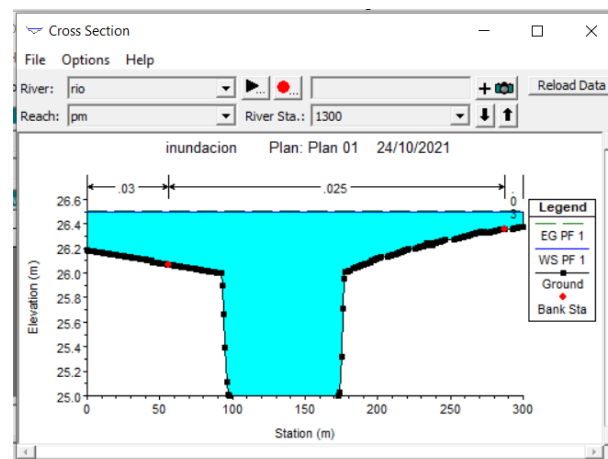 Cross Section
File Options Help
River: rio
Reload Data
Reach: pm River Sta.: 1300
inundacion Plan: Plan 01 24/10/2021
.03 .025 .03
26.6
26.4
26.2
26.0
25.8
25.6
25.4
25.2
25.0
Elevation (m)
0 50 100 150 200 250 300
Station (m)
Legend
EG PF 1
WS PF 1
Ground
Bank Sta